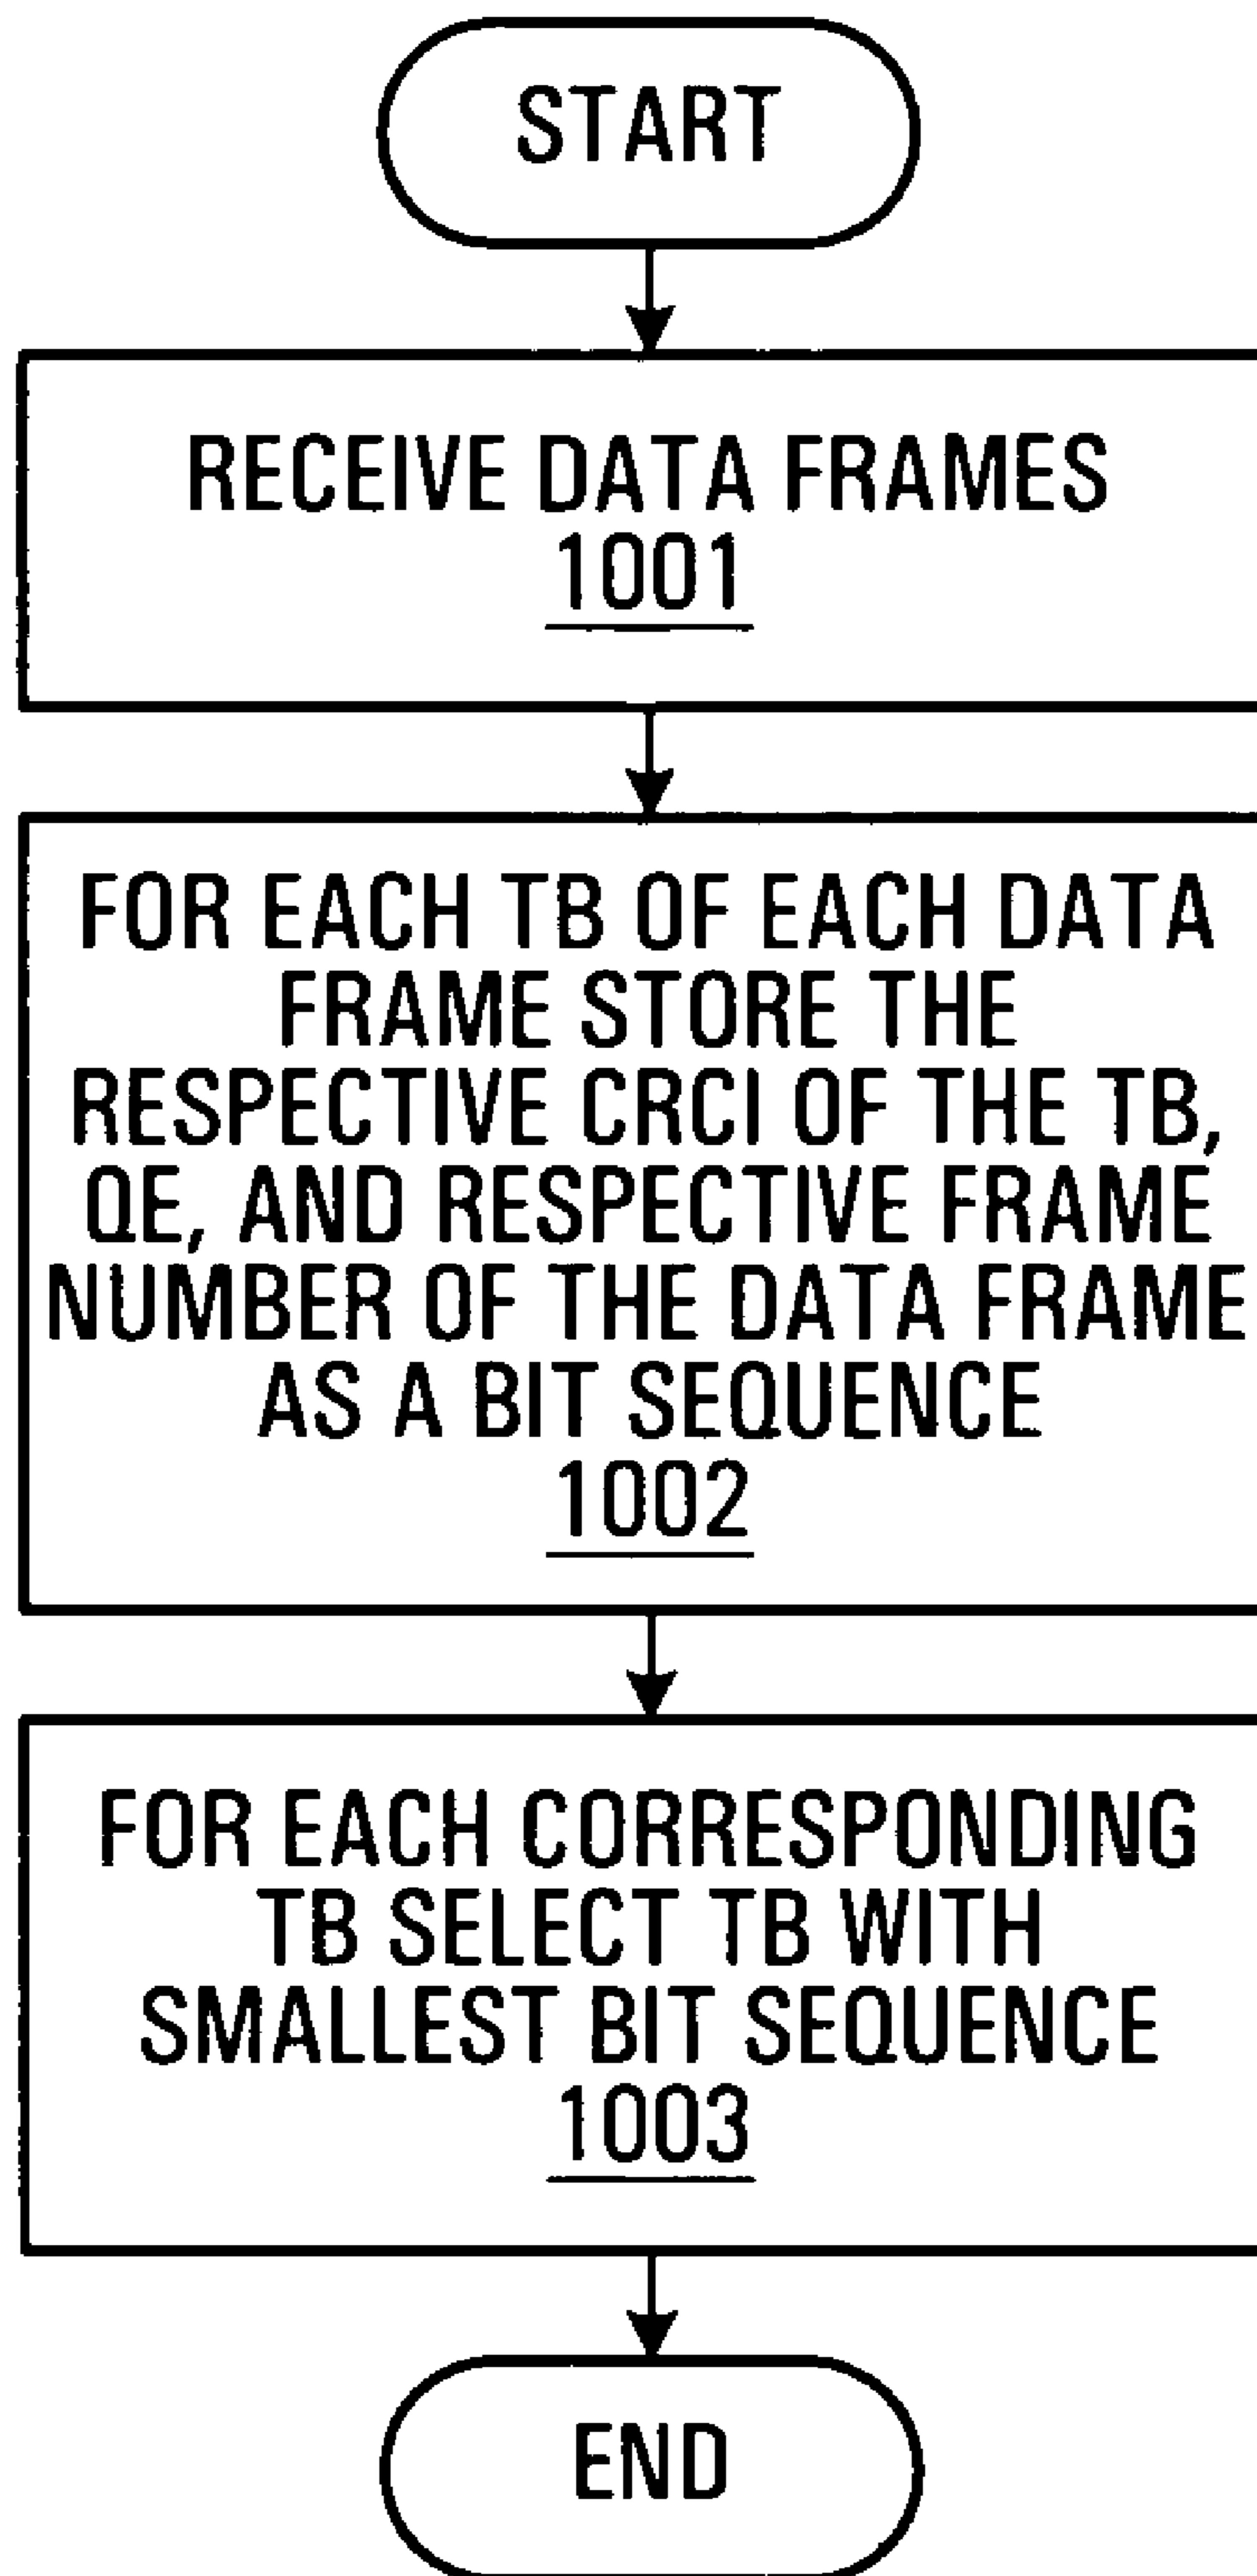 START
RECEIVE DATA FRAMES
1001
FOR EACH TB OF EACH DATA
FRAME STORE THE
RESPECTIVE CRCI OF THE TB,
QE, AND RESPECTIVE FRAME
NUMBER OF THE DATA FRAME
AS A BIT SEQUENCE
1002
FOR EACH CORRESPONDING
TB SELECT TB WITH
SMALLEST BIT SEQUENCE
1003
END